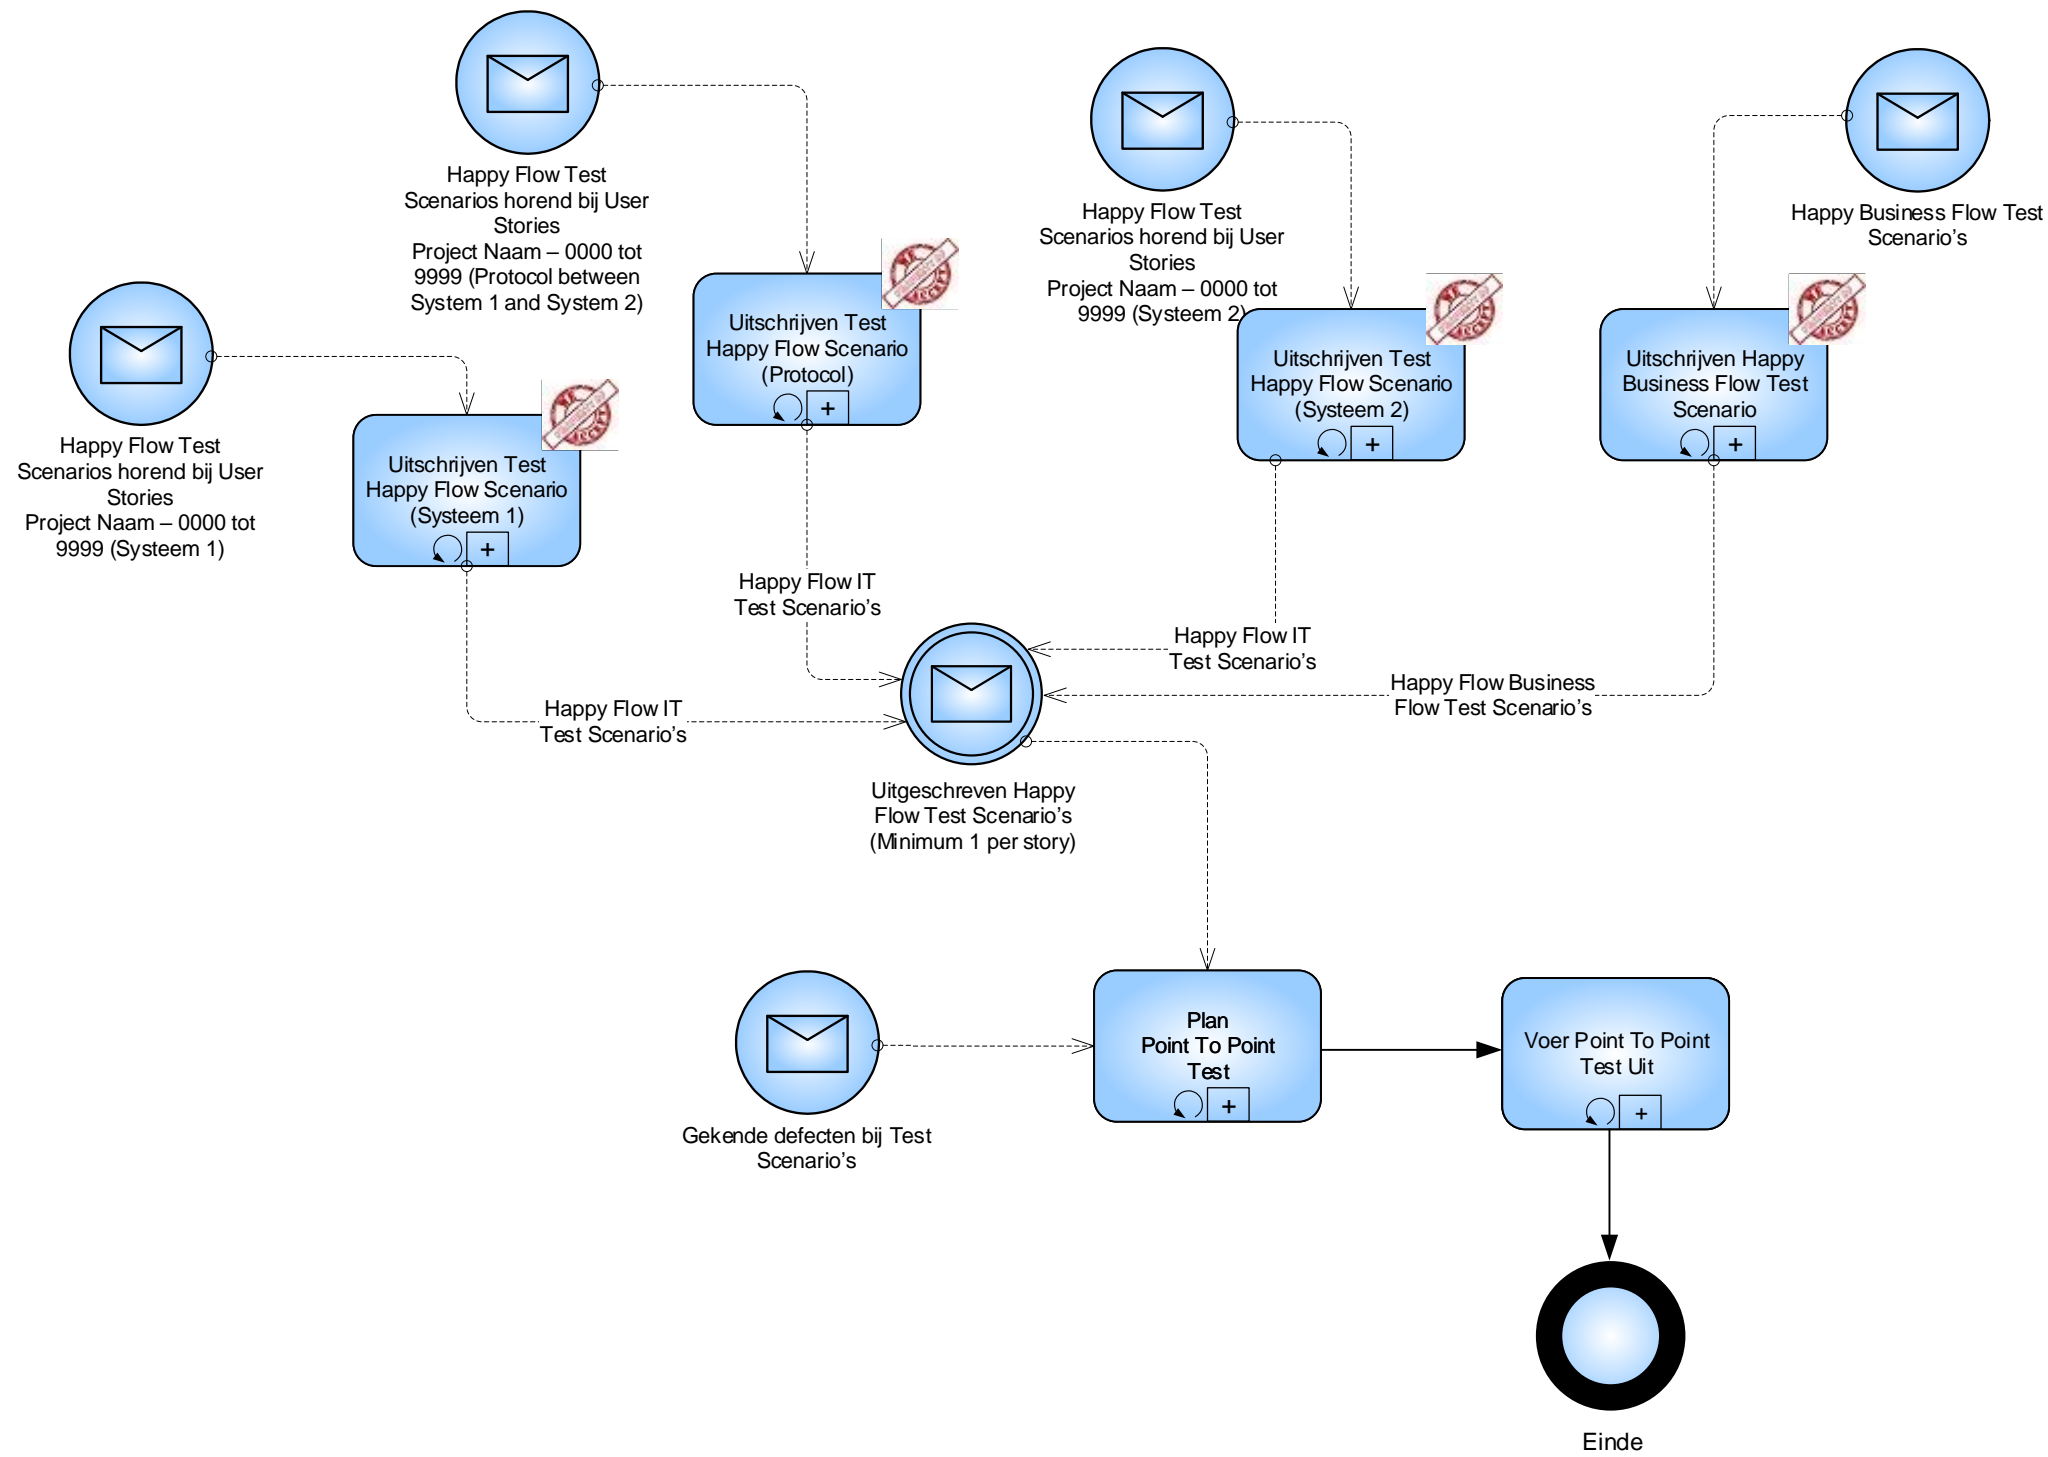 Happy Flow Test
Scenarios horend bij User
Stories
Project Naam – 0000 tot
9999 (Protocol between
System 1 and System 2)
Happy Flow Test
Scenarios horend bij User
Stories
Project Naam – 0000 tot
9999 (Systeem 2)
Happy Business Flow Test
Scenario's
Uitschrijven Test
Happy Flow Scenario
(Protocol)
Uitschrijven Test
Happy Flow Scenario
(Systeem 2)
Uitschrijven Happy
Business Flow Test
Scenario
Happy Flow Test
Scenarios horend bij User
Stories
Project Naam – 0000 tot
9999 (Systeem 1)
Uitschrijven Test
Happy Flow Scenario
(Systeem 1)
Happy Flow IT
Test Scenario's
Happy Flow IT
Test Scenario's
Happy Flow Business
Flow Test Scenario's
Happy Flow IT
Test Scenario's
Uitgeschreven Happy
Flow Test Scenario's
(Minimum 1 per story)
Plan
Point To Point
Test
Voer Point To Point
Test Uit
Gekende defecten bij Test
Scenario's
Einde